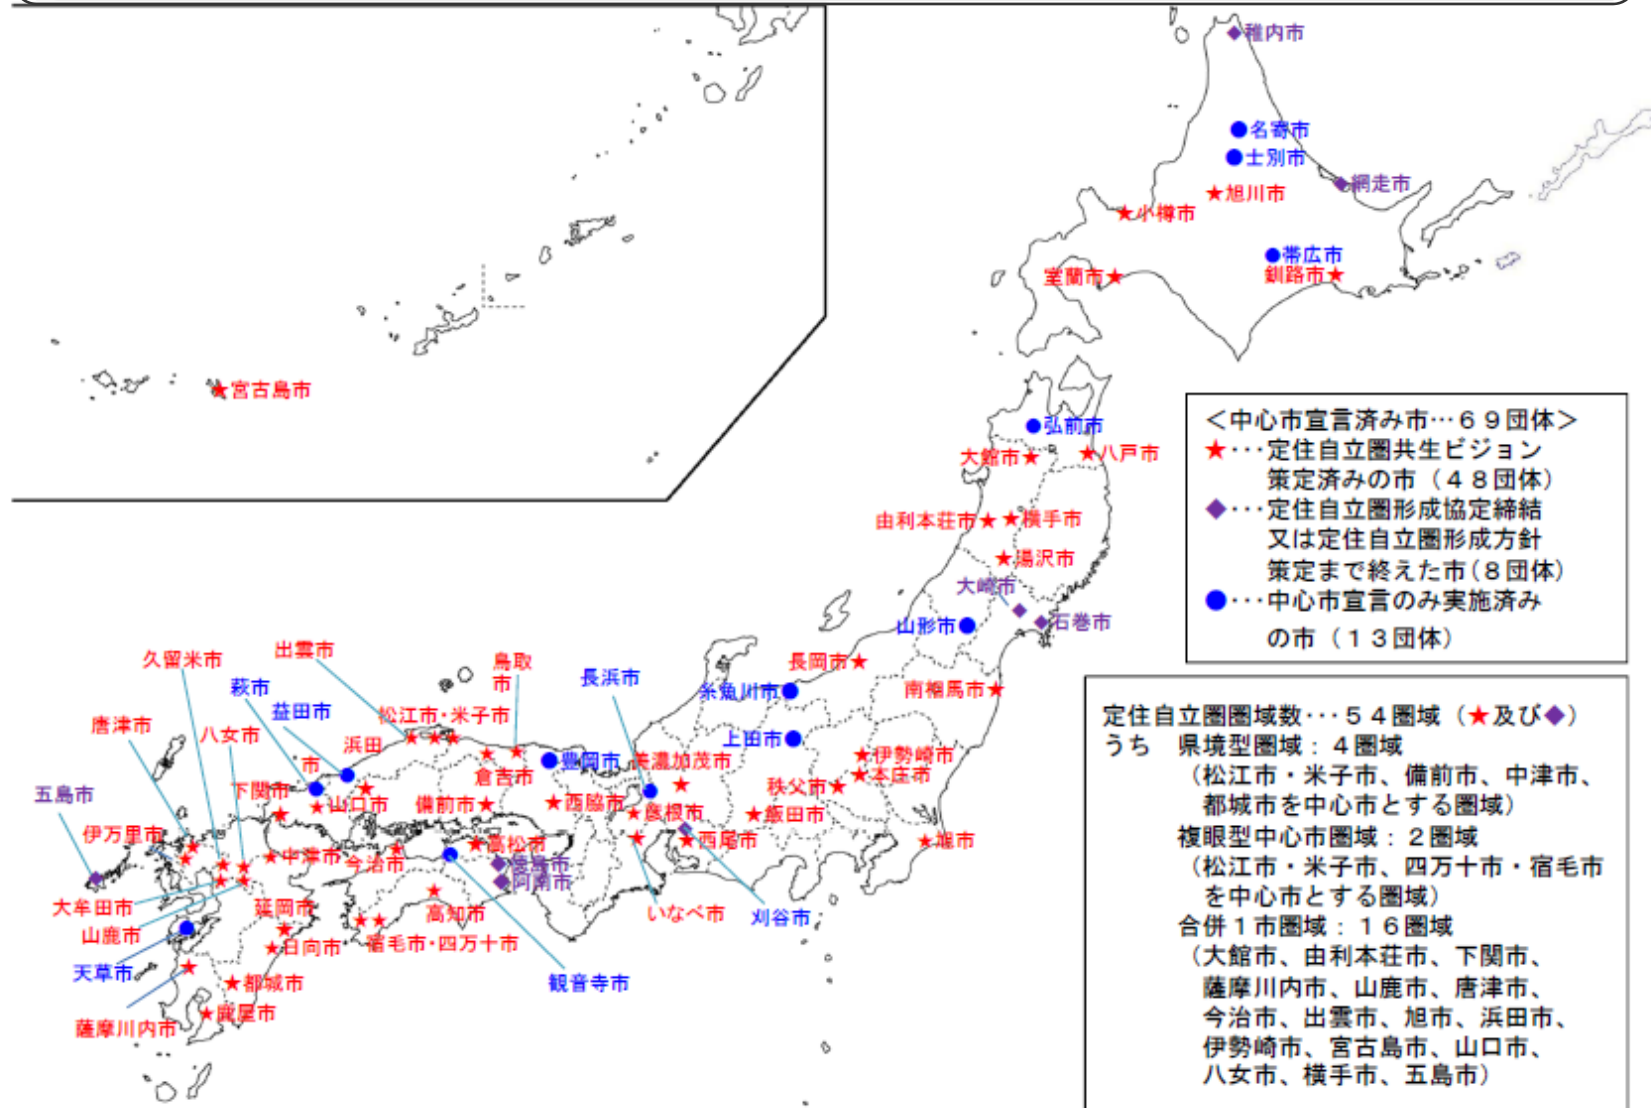 稚内市
名寄市
士別市
旭川市
網走市
小樽市
帯広市
室蘭市
釧路市
宮古島市
弘前市
大館市
八戸市
由利本荘市
横手市
湯沢市
大崎市
石巻市
山形市
長岡市
糸魚川市
南相馬市
上田市
伊勢崎市
本庄市
秩父市
飯田市
旭市
久留米市
出雲市
鳥取
市
長浜市
萩市
益田市
唐津市
八女市
松江市・米子市
浜田
市
豊岡市
美濃加茂市
倉吉市
五島市
下関市
山口市
備前市
西脇市
彦根市
伊万里市
中津市
今治市
高松市
徳島市
阿南市
西尾市
大牟田市
延岡市
高知市
いなべ市
刈谷市
山鹿市
日向市
宿毛市・四万十市
天草市
都城市
観音寺市
薩摩川内市
鹿屋市
＜中心市宣言済み市…６９団体＞
★･･･定住自立圏共生ビジョン
策定済みの市（４８団体）
◆･･･定住自立圏形成協定締結
又は定住自立圏形成方針
策定まで終えた市（８団体）
●･･･中心市宣言のみ実施済み
の市（１３団体）
定住自立圏圏域数･･･５４圏域（★及び◆）
うち　県境型圏域：４圏域
（松江市・米子市、備前市、中津市、
都城市を中心市とする圏域）
複眼型中心市圏域：２圏域
（松江市・米子市、四万十市・宿毛市
を中心市とする圏域）
合併１市圏域：１６圏域
（大館市、由利本荘市、下関市、
薩摩川内市、山鹿市、唐津市、
今治市、出雲市、旭市、浜田市、
伊勢崎市、宮古島市、山口市、
八女市、横手市、五島市）